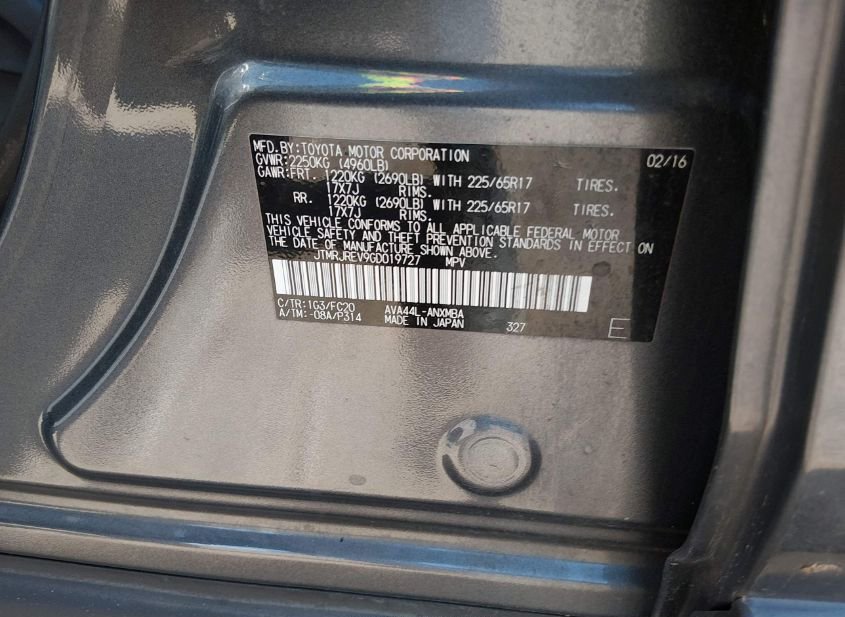 MFD.BY:TOYOTA MOTOR CORPORATION 02/16
GVWR:2250KG (4960LB)
GAWR:FRT. 1220KG (2690LB) WITH 225/65R17 TIRES.
17X7J RIMS.
RR. 1220KG (2690LB) WITH 225/65R17 TIRES.
17X7J RIMS.
THIS VEHICLE CONFORMS TO ALL APPLICABLE FEDERAL MOTOR
VEHICLE SAFETY AND THEFT PREVENTION STANDARDS IN EFFECT ON
THE DATE OF MANUFACTURE SHOWN ABOVE.
JTMRJREV9GD019727 MPV
C/TR:1G3/FC20 AVA44L-ANXMBA
A/TM:-08A/P314 MADE IN JAPAN 327 E